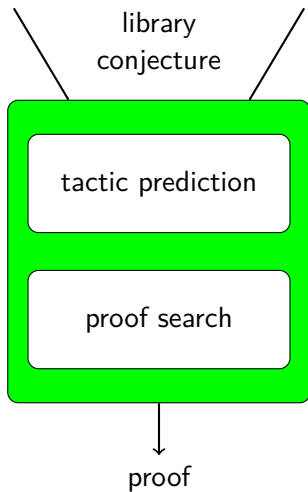 library
conjecture
tactic prediction
proof search
proof